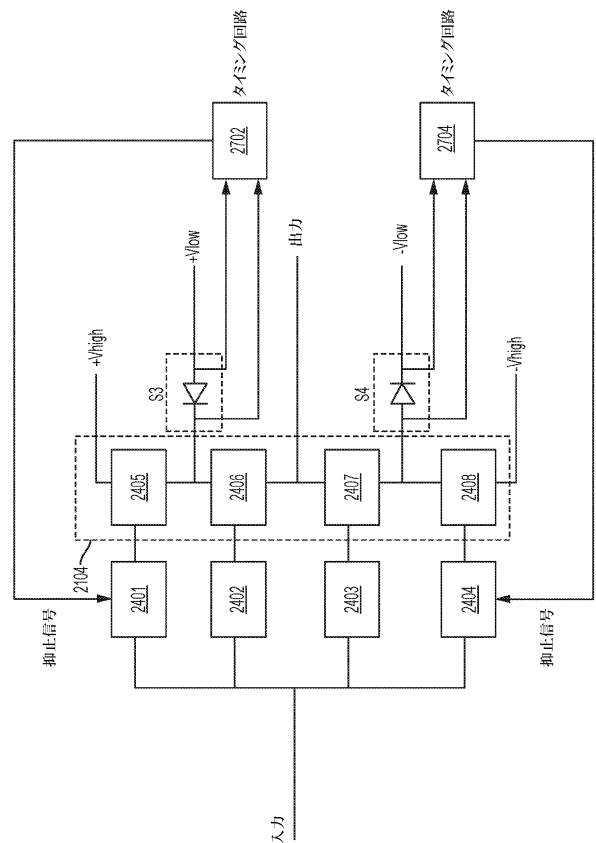 抑止信号
2104
+Vhigh
S3
+Vlow
2702
タイミング回路
2401
2405
2402
2406
入力
出力
2403
2407
2404
2408
S4
-Vlow
-Vhigh
2704
タイミング回路
抑止信号